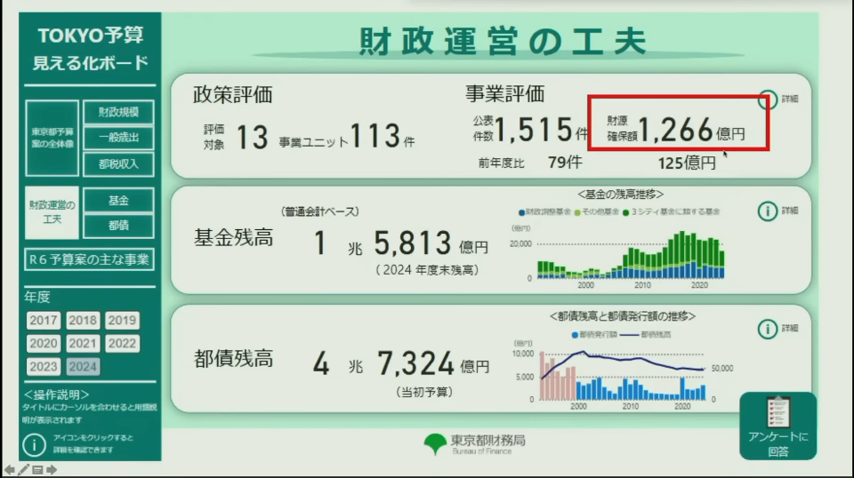 TOKYO予算
見える化ボード
東京都予算
案の全体像
財政規模
一般歳出
都税収入
財政運営の
工夫
基金
都債
R6予算案の主な事業
年度
2017 2018 2019
2020 2021 2022
2023 2024
<操作説明>
タイトルにカーソルを合わせると用語説
明が表示されます
アイコンをクリックすると
詳細を確認できます
財政運営の工夫
政策評価
評価
対象 13 事業ユニット 113 件
事業評価
公表
件数 1,515 件
財源
確保額 1,266 億円
前年度比 79件 125億円
詳細
(普通会計ベース)
基金残高 1 兆 5,813 億円
(2024 年度末残高)
<基金の残高推移>
財政調整基金 その他基金 3シティ基金に類する基金
(億円)
20,000
0
2000 2010 2020
詳細
都債残高 4 兆 7,324 億円
(当初予算)
<都債残高と都債発行額の推移>
都債発行額 都債残高
(億円)
10,000
5,000
0
50,000
0
2000 2010 2020
詳細
東京都財務局
Bureau of Finance
アンケートに
回答